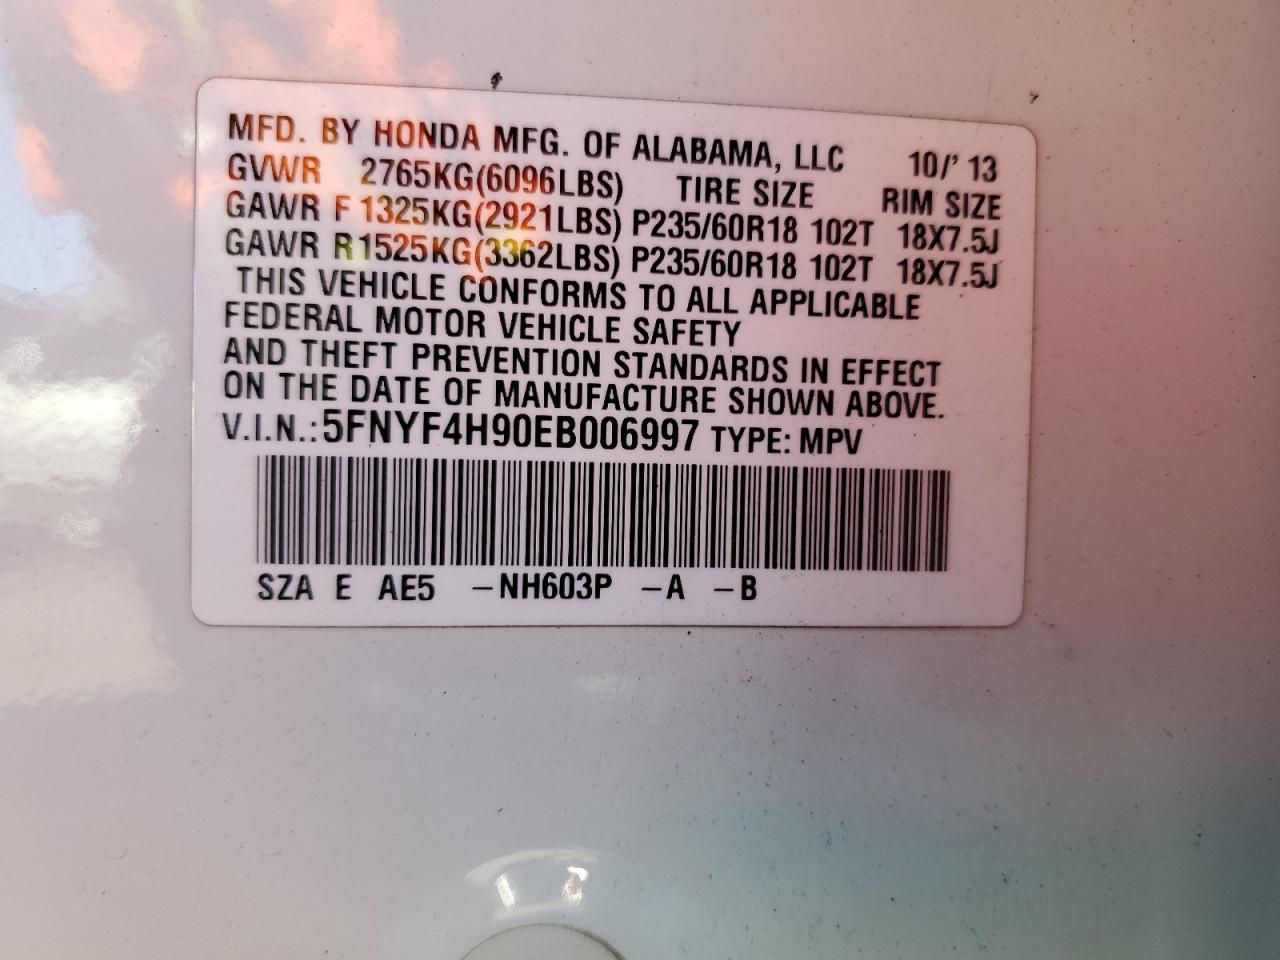 MFD. BY HONDA MFG. OF ALABAMA, LLC 10/' 13
GVWR 2765KG(6096LBS) TIRE SIZE RIM SIZE
GAWR F 1325KG(2921LBS) P235/60R18 102T 18X7.5J
GAWR R1525KG(3362LBS) P235/60R18 102T 18X7.5J
THIS VEHICLE CONFORMS TO ALL APPLICABLE
FEDERAL MOTOR VEHICLE SAFETY
AND THEFT PREVENTION STANDARDS IN EFFECT
ON THE DATE OF MANUFACTURE SHOWN ABOVE.
V.I.N.:5FNYF4H90EB006997 TYPE: MPV
SZA E AE5 -NH603P -A -B